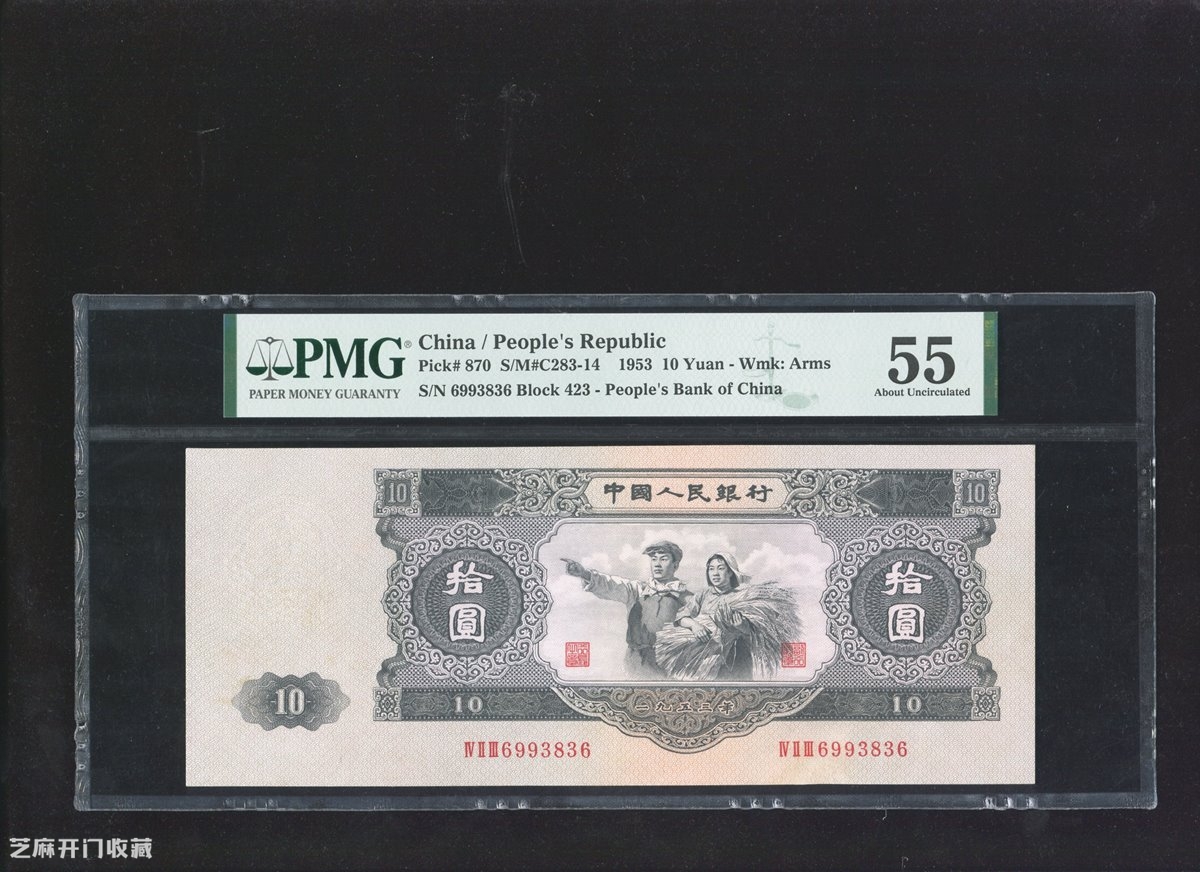 PMG®
PAPER MONEY GUARANTY
China / People's Republic
Pick# 870 S/M#C283-14 1953 10 Yuan - Wmk: Arms
S/N 6993836 Block 423 - People's Bank of China
55
About Uncirculated
10 中國人民銀行 10
拾圓 拾圓
10
10 一九五三年 10
ⅣⅡⅢ6993836 ⅣⅡⅢ6993836
芝麻开门收藏